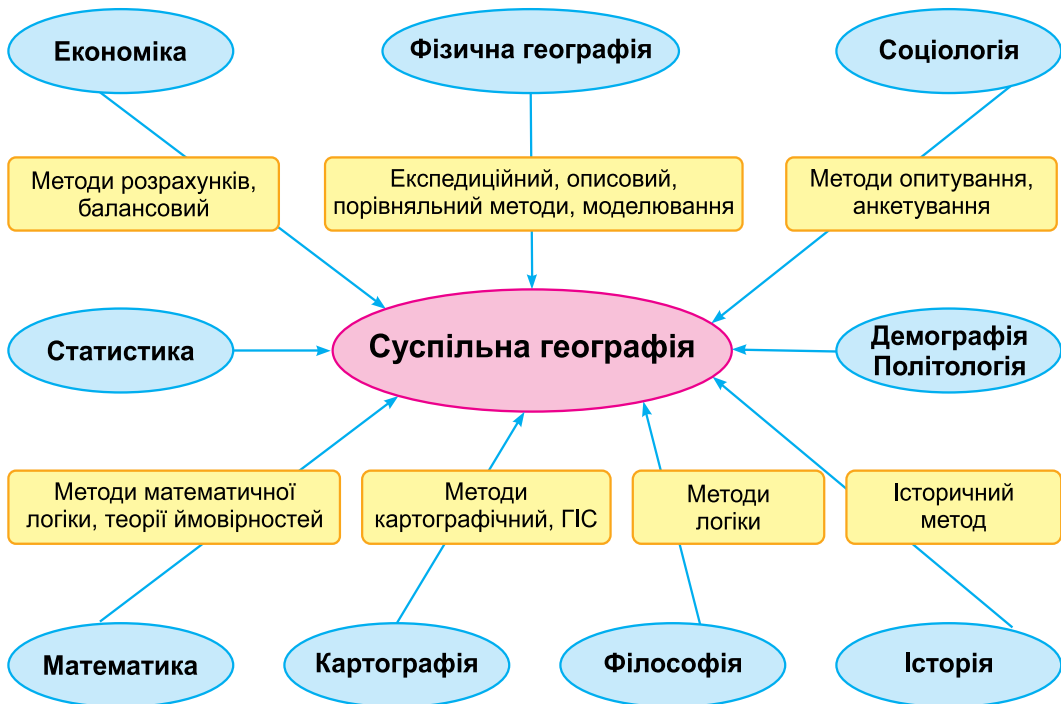 Економіка
Фізична географія
Соціологія
Методи розрахунків,
балансовий
Експедиційний, описовий,
порівняльний методи, моделювання
Методи опитування,
анкетування
Статистика
Суспільна географія
Демографія
Політологія
Методи математичної
логіки, теорії ймовірностей
Методи
картографічний, ГІС
Методи
логіки
Історичний
метод
Математика
Картографія
Філософія
Історія